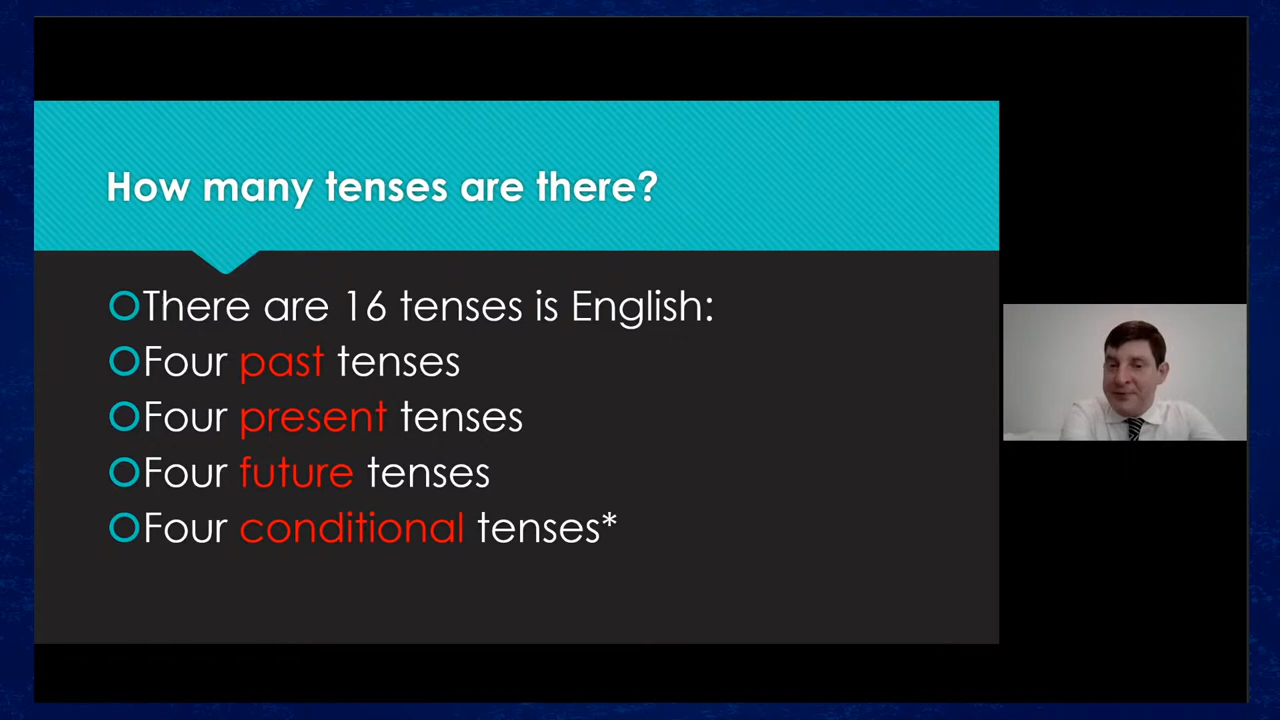 How many tenses are there?
There are 16 tenses is English:
Four past tenses
Four present tenses
Four future tenses
Four conditional tenses*